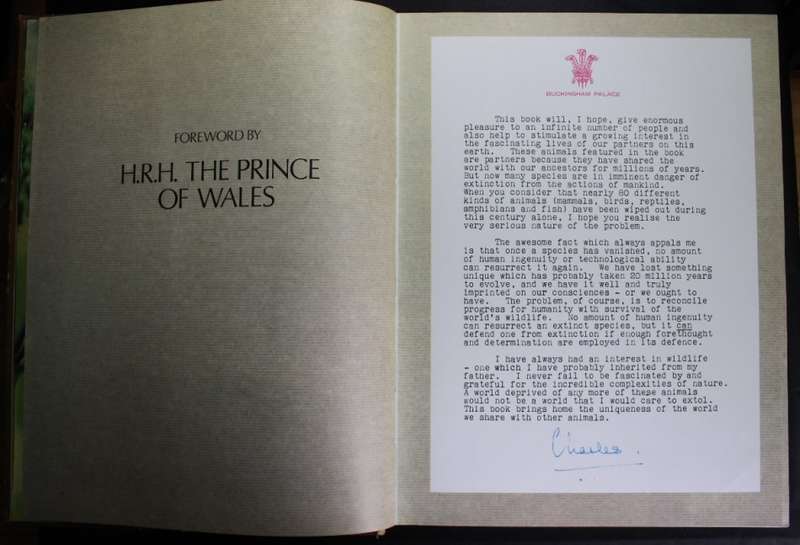 FOREWORD BY
H.R.H. THE PRINCE
OF WALES
BUCKINGHAM PALACE
This book will, I hope, give enormous
pleasure to an infinite number of people and
also help to stimulate a growing interest in
the fascinating lives of our partners on this
earth. These animals featured in the book
are partners because they have shared the
world with our ancestors for millions of years.
But now many species are in imminent danger of
extinction from the actions of mankind.
When you consider that nearly 80 different
kinds of animals (mammals, birds, reptiles,
amphibians and fish) have been wiped out during
this century alone, I hope you realise the
very serious nature of the problem.
The awesome fact which always appals me
is that once a species has vanished, no amount
of human ingenuity or technological ability
can resurrect it again. We have lost something
unique which has probably taken 20 million years
to evolve, and we have it well and truly
imprinted on our consciences - or we ought to
have. The problem, of course, is to reconcile
progress for humanity with survival of the
world's wildlife. No amount of human ingenuity
can resurrect an extinct species, but it can
defend one from extinction if enough forethought
and determination are employed in its defence.
I have always had an interest in wildlife
- one which I have probably inherited from my
father. I never fail to be fascinated by and
grateful for the incredible complexities of nature.
A world deprived of any more of these animals
would not be a world that I would care to extol.
This book brings home the uniqueness of the world
we share with other animals.
Charles.